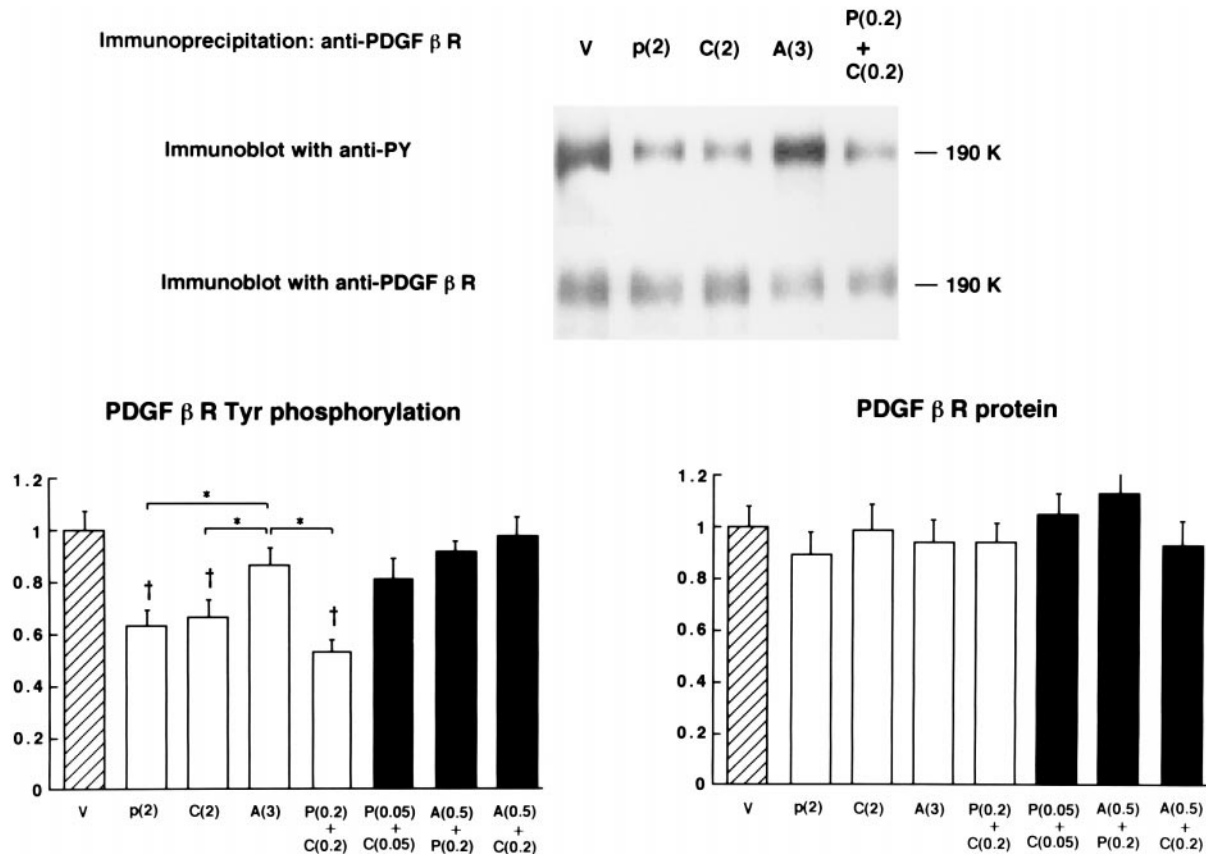 Immunoprecipitation: anti-PDGF β R
V p(2) C(2) A(3) P(0.2) + C(0.2)
Immunoblot with anti-PY
— 190 K
Immunoblot with anti-PDGF β R
— 190 K
PDGF β R Tyr phosphorylation
1.2
1
0.8
0.6
0.4
0.2
0
* * *
† † †
V p(2) C(2) A(3) P(0.2) + C(0.2) P(0.05) + C(0.05) A(0.5) + P(0.2) A(0.5) + C(0.2)
PDGF β R protein
1.2
1
0.8
0.6
0.4
0.2
0
V p(2) C(2) A(3) P(0.2) + C(0.2) P(0.05) + C(0.05) A(0.5) + P(0.2) A(0.5) + C(0.2)